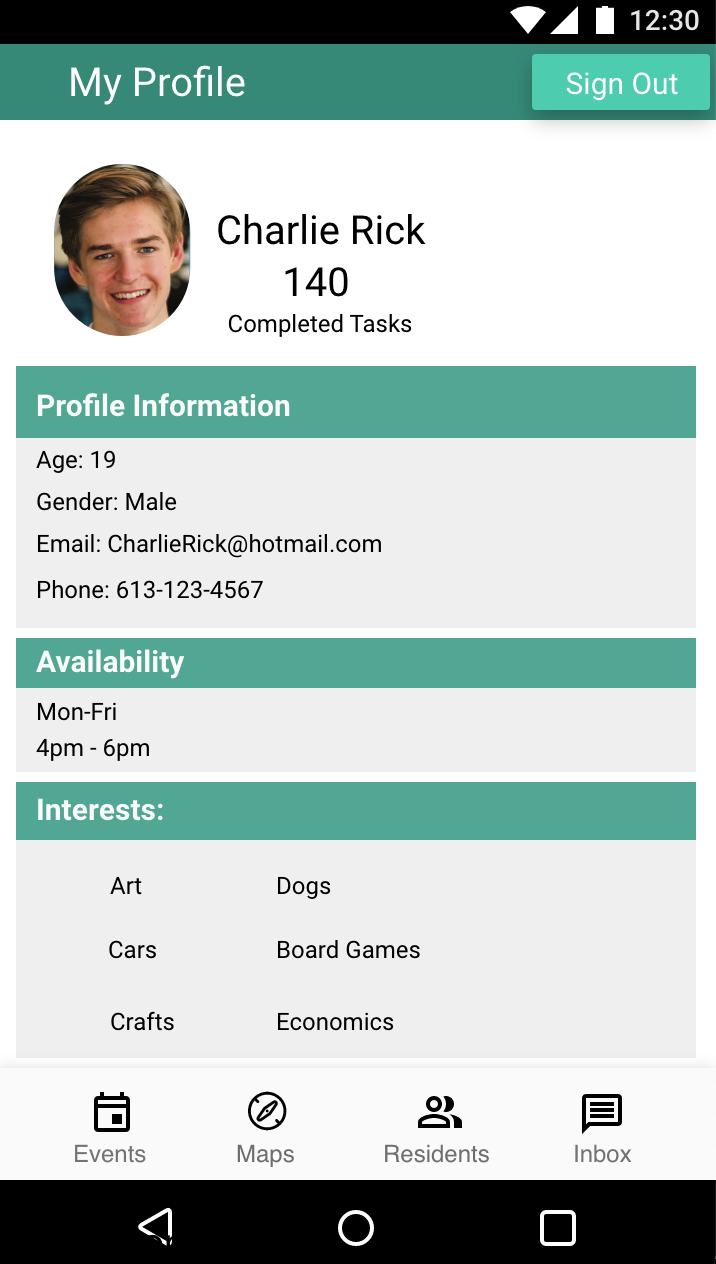 12:30
My Profile
Sign Out
Charlie Rick
140
Completed Tasks
Profile Information
Age: 19
Gender: Male
Email: CharlieRick@hotmail.com
Phone: 613-123-4567
Availability
Mon-Fri
4pm - 6pm
Interests:
Art Dogs
Cars Board Games
Crafts Economics
Events Maps Residents Inbox